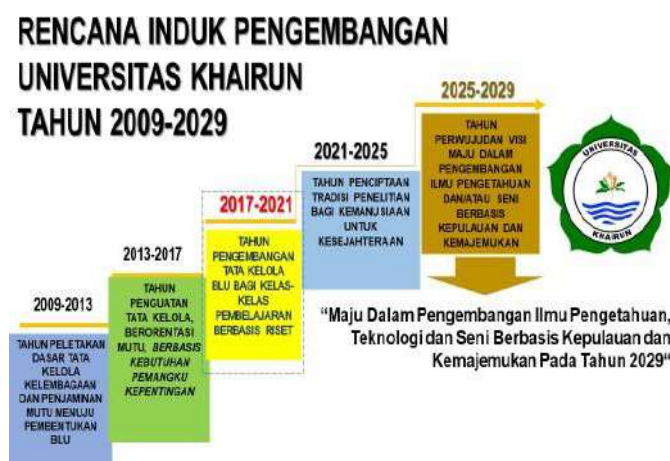 RENCANA INDUK PENGEMBANGAN
UNIVERSITAS KHAIRUN
TAHUN 2009-2029
2009-2013
TAHUN PELETAKAN
DASAR TATA
KELOLA
KELEMBAGAAN
DAN PENJAMINAN
MUTU MENUJU
PEMBENTUKAN
BLU
2013-2017
TAHUN
PENGUATAN
TATA KELOLA,
BERORENTASI
MUTU, BERBASIS
KEBUTUHAN
PEMANGKU
KEPENTINGAN
2017-2021
TAHUN
PENGEMBANGAN
TATA KELOLA
BLU BAGI KELAS-
KELAS
PEMBELAJARAN
BERBASIS RISET
2021-2025
TAHUN PENCIPTAAN
TRADISI PENELITIAN
BAGI KEMANUSIAAN
UNTUK
KESEJAHTERAAN
2025-2029
TAHUN
PERWUJUDAN VISI
MAJU DALAM
PENGEMBANGAN
ILMU PENGETAHUAN
DAN/ATAU SENI
BERBASIS
KEPULAUAN DAN
KEMAJEMUKAN
UNIVERSITAS
KHAIRUN
“Maju Dalam Pengembangan Ilmu Pengetahuan,
Teknologi dan Seni Berbasis Kepulauan dan
Kemajemukan Pada Tahun 2029“